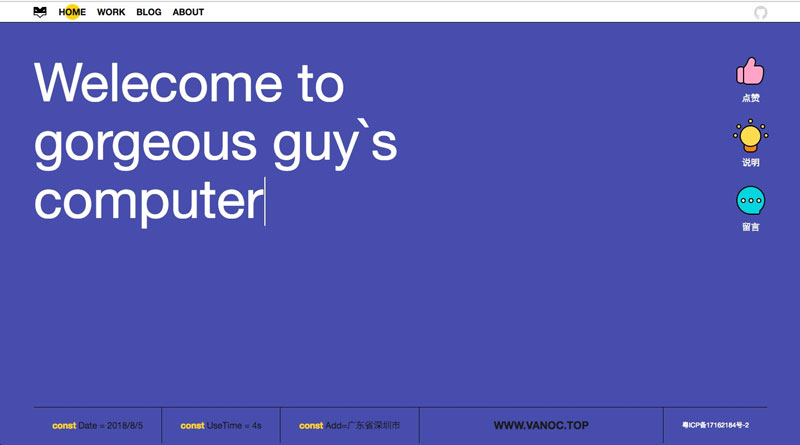 HOME WORK BLOG ABOUT
Welecome to
gorgeous guy`s
computer
点赞
说明
留言
const Date = 2018/8/5
const UseTime = 4s
const Add=广东省深圳市
WWW.VANOC.TOP
粤ICP备17162184号-2